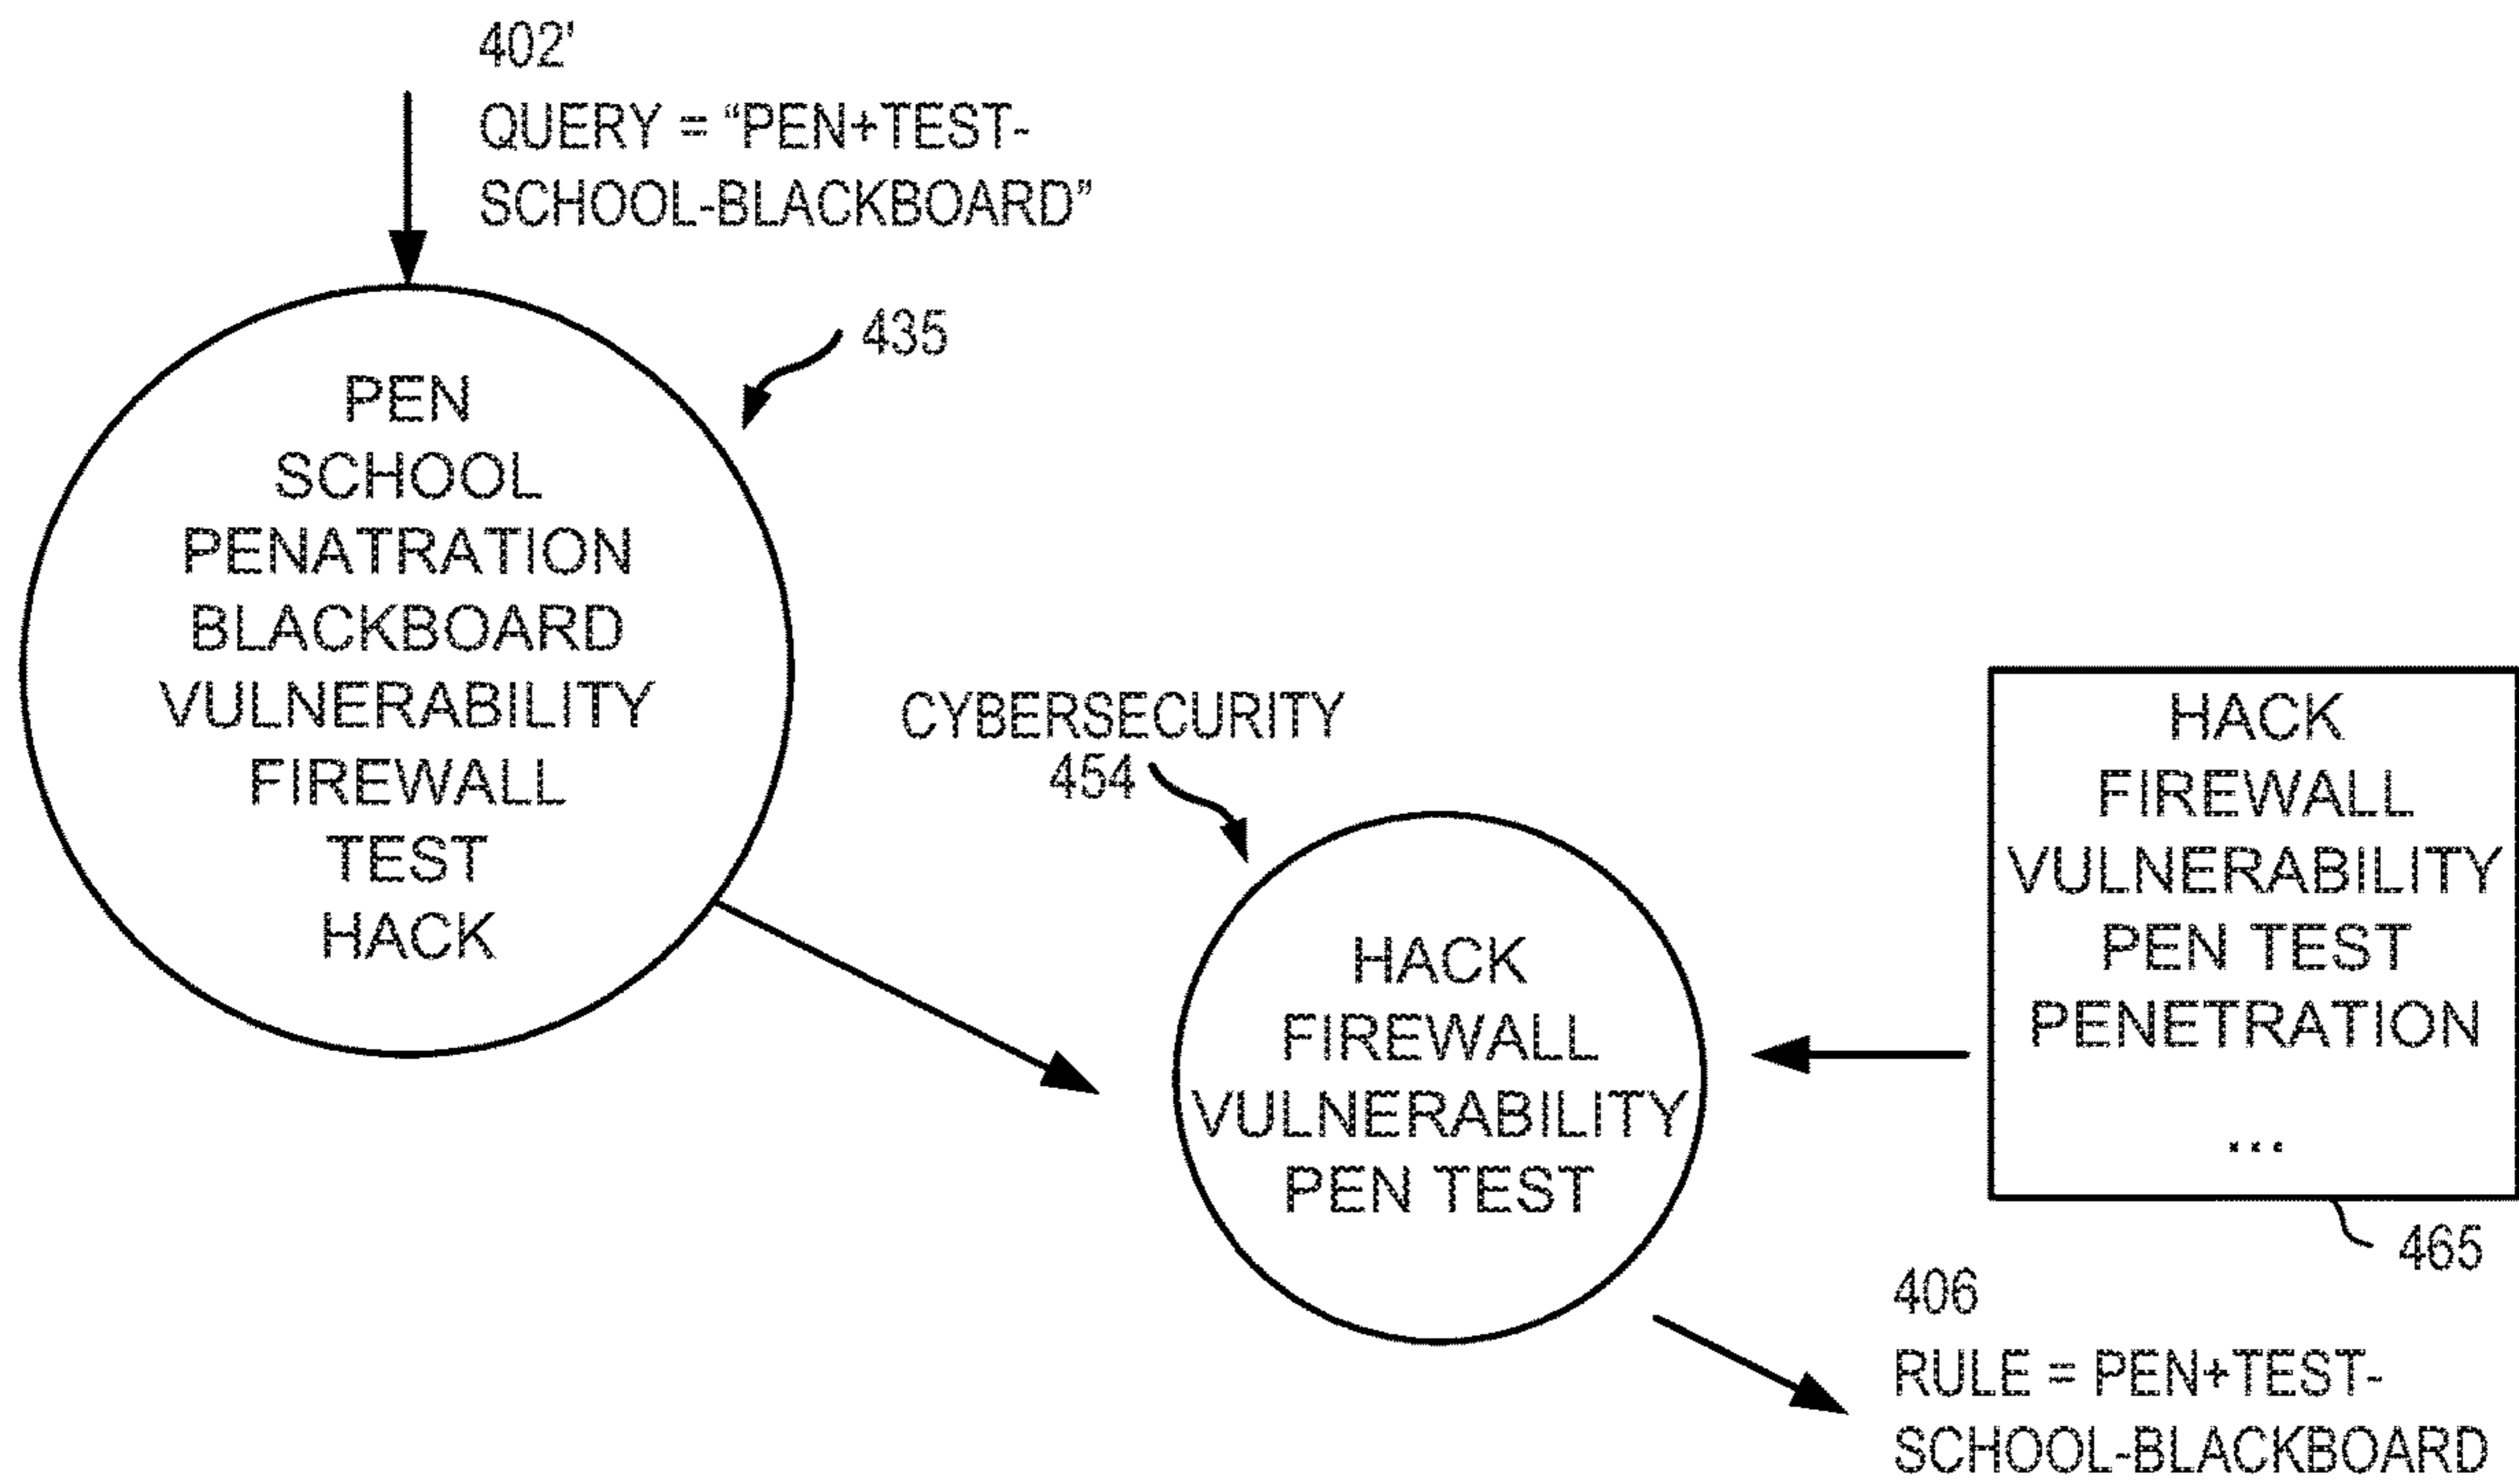 402'
QUERY = “PEN+TEST-
SCHOOL-BLACKBOARD”
435
PEN
SCHOOL
PENATRATION
BLACKBOARD
VULNERABILITY
FIREWALL
TEST
HACK
CYBERSECURITY
454
HACK
FIREWALL
VULNERABILITY
PEN TEST
HACK
FIREWALL
VULNERABILITY
PEN TEST
PENETRATION
...
465
406
RULE = PEN+TEST-
SCHOOL-BLACKBOARD